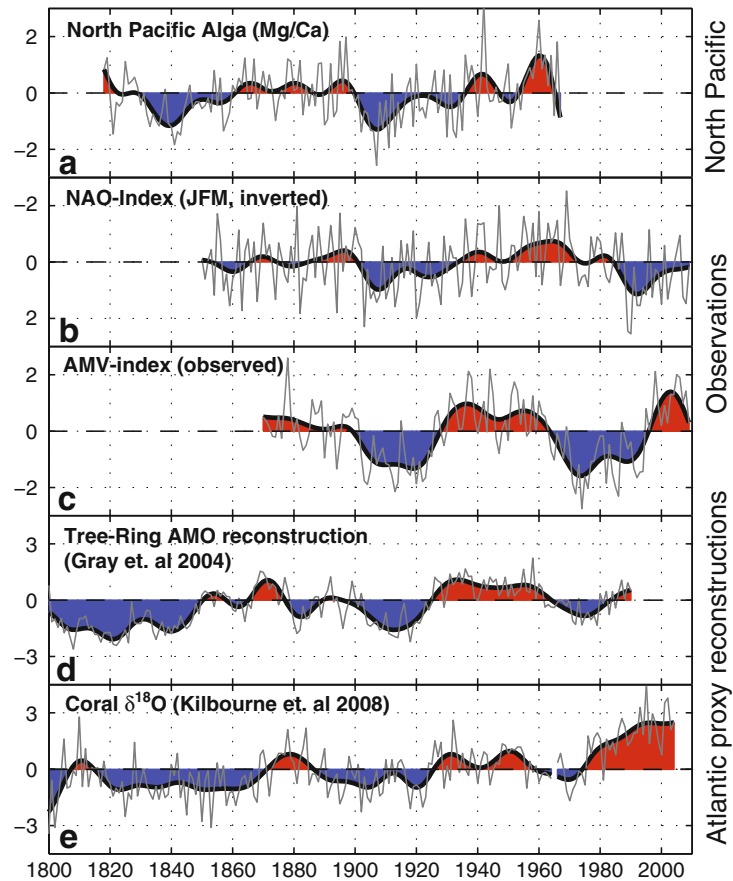 North Pacific Alga (Mg/Ca)
2
0
−2
a
North Pacific
NAO-Index (JFM, inverted)
−2
0
2
b
Observations
AMV-index (observed)
2
0
−2
c
Tree-Ring AMO reconstruction
(Gray et. al 2004)
3
0
−3
d
Atlantic proxy reconstructions
Coral δ¹⁸O (Kilbourne et. al 2008)
3
0
−3
e
1800 1820 1840 1860 1880 1900 1920 1940 1960 1980 2000